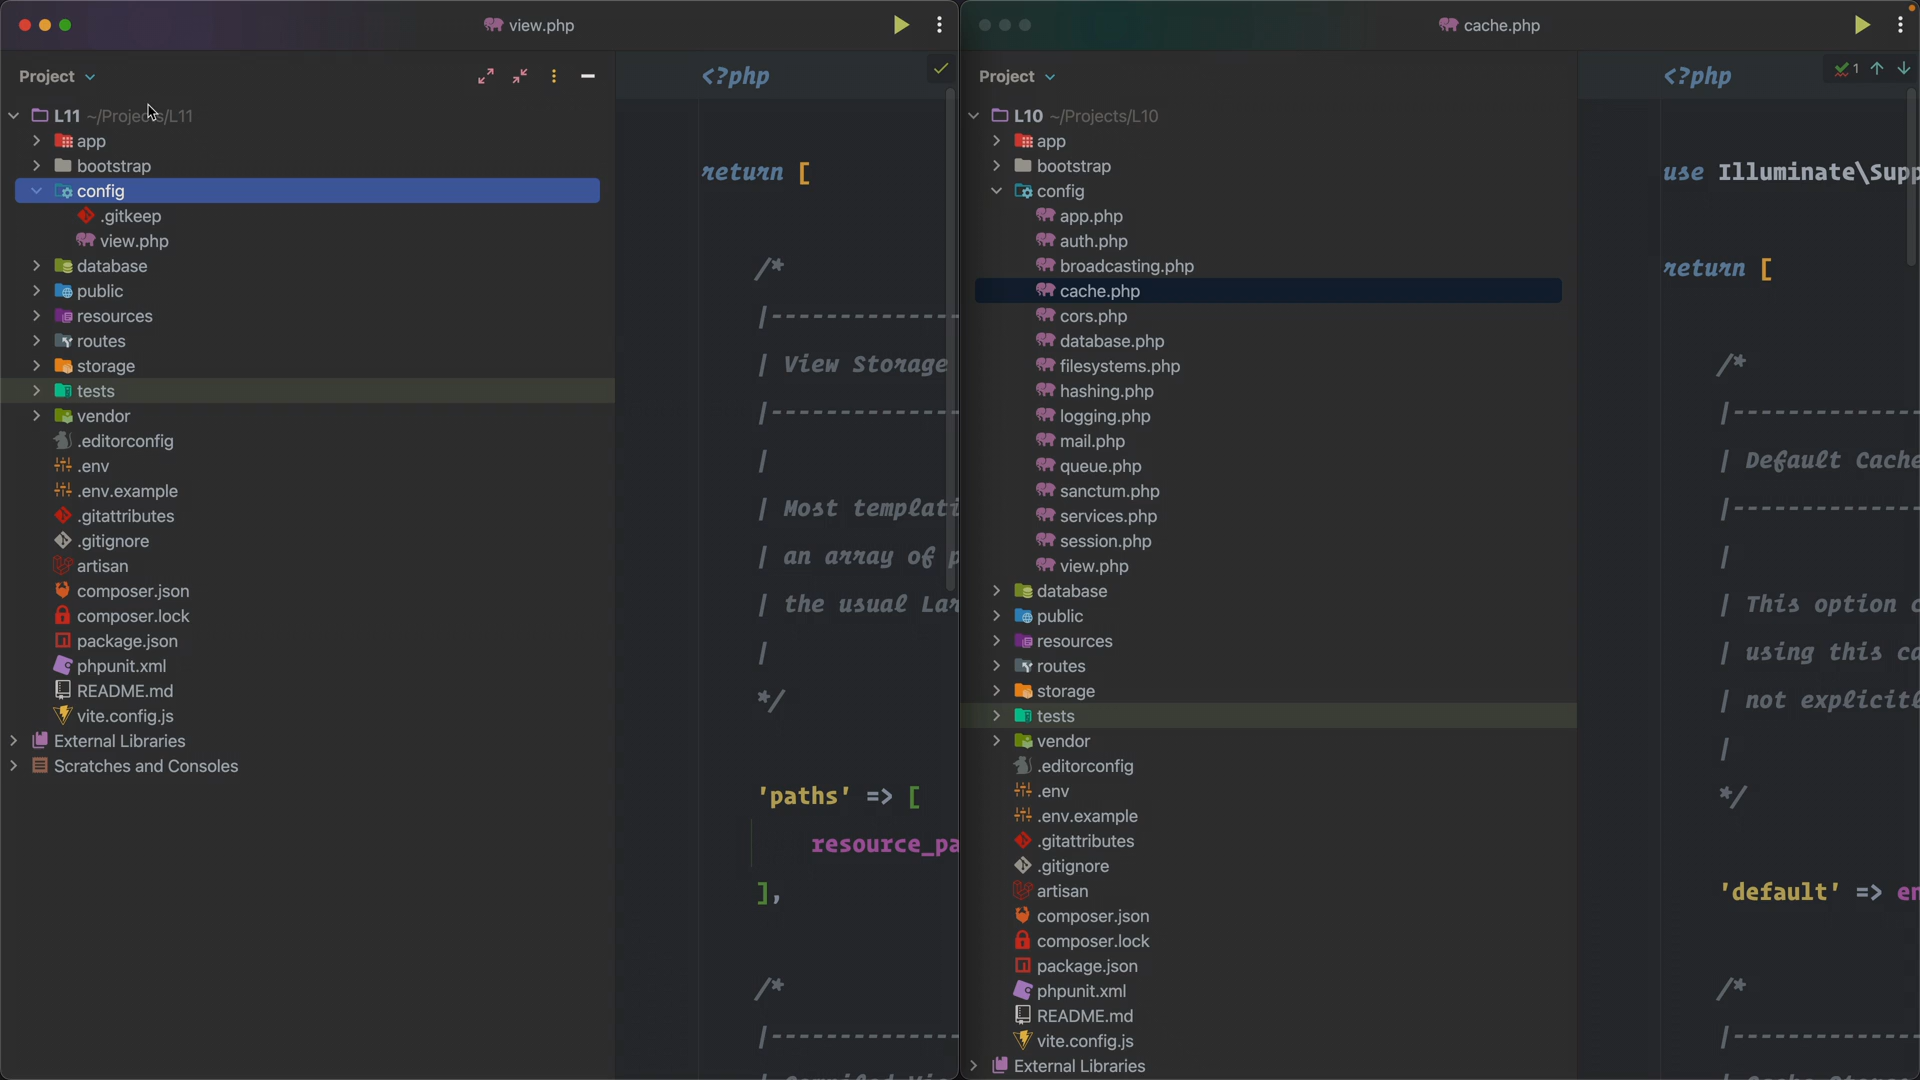 view.php
Project
L11 ~/Projects/L11
app
bootstrap
config
.gitkeep
view.php
database
public
resources
routes
storage
tests
vendor
.editorconfig
.env
.env.example
.gitattributes
.gitignore
artisan
composer.json
composer.lock
package.json
phpunit.xml
README.md
vite.config.js
External Libraries
Scratches and Consoles
<?php
return [
/*
|---------------
| View Storage
|---------------
|
| Most templati
| an array of p
| the usual Lar
|
*/
'paths' => [
resource_pa
],
/*
|---------------
cache.php
Project
L10 ~/Projects/L10
app
bootstrap
config
app.php
auth.php
broadcasting.php
cache.php
cors.php
database.php
filesystems.php
hashing.php
logging.php
mail.php
queue.php
sanctum.php
services.php
session.php
view.php
database
public
resources
routes
storage
tests
vendor
.editorconfig
.env
.env.example
.gitattributes
.gitignore
artisan
composer.json
composer.lock
package.json
phpunit.xml
README.md
vite.config.js
External Libraries
1
<?php
use Illuminate\Supp
return [
/*
|---------------
| Default Cache
|---------------
|
| This option c
| using this ca
| not explicitl
|
*/
'default' => en
/*
|---------------